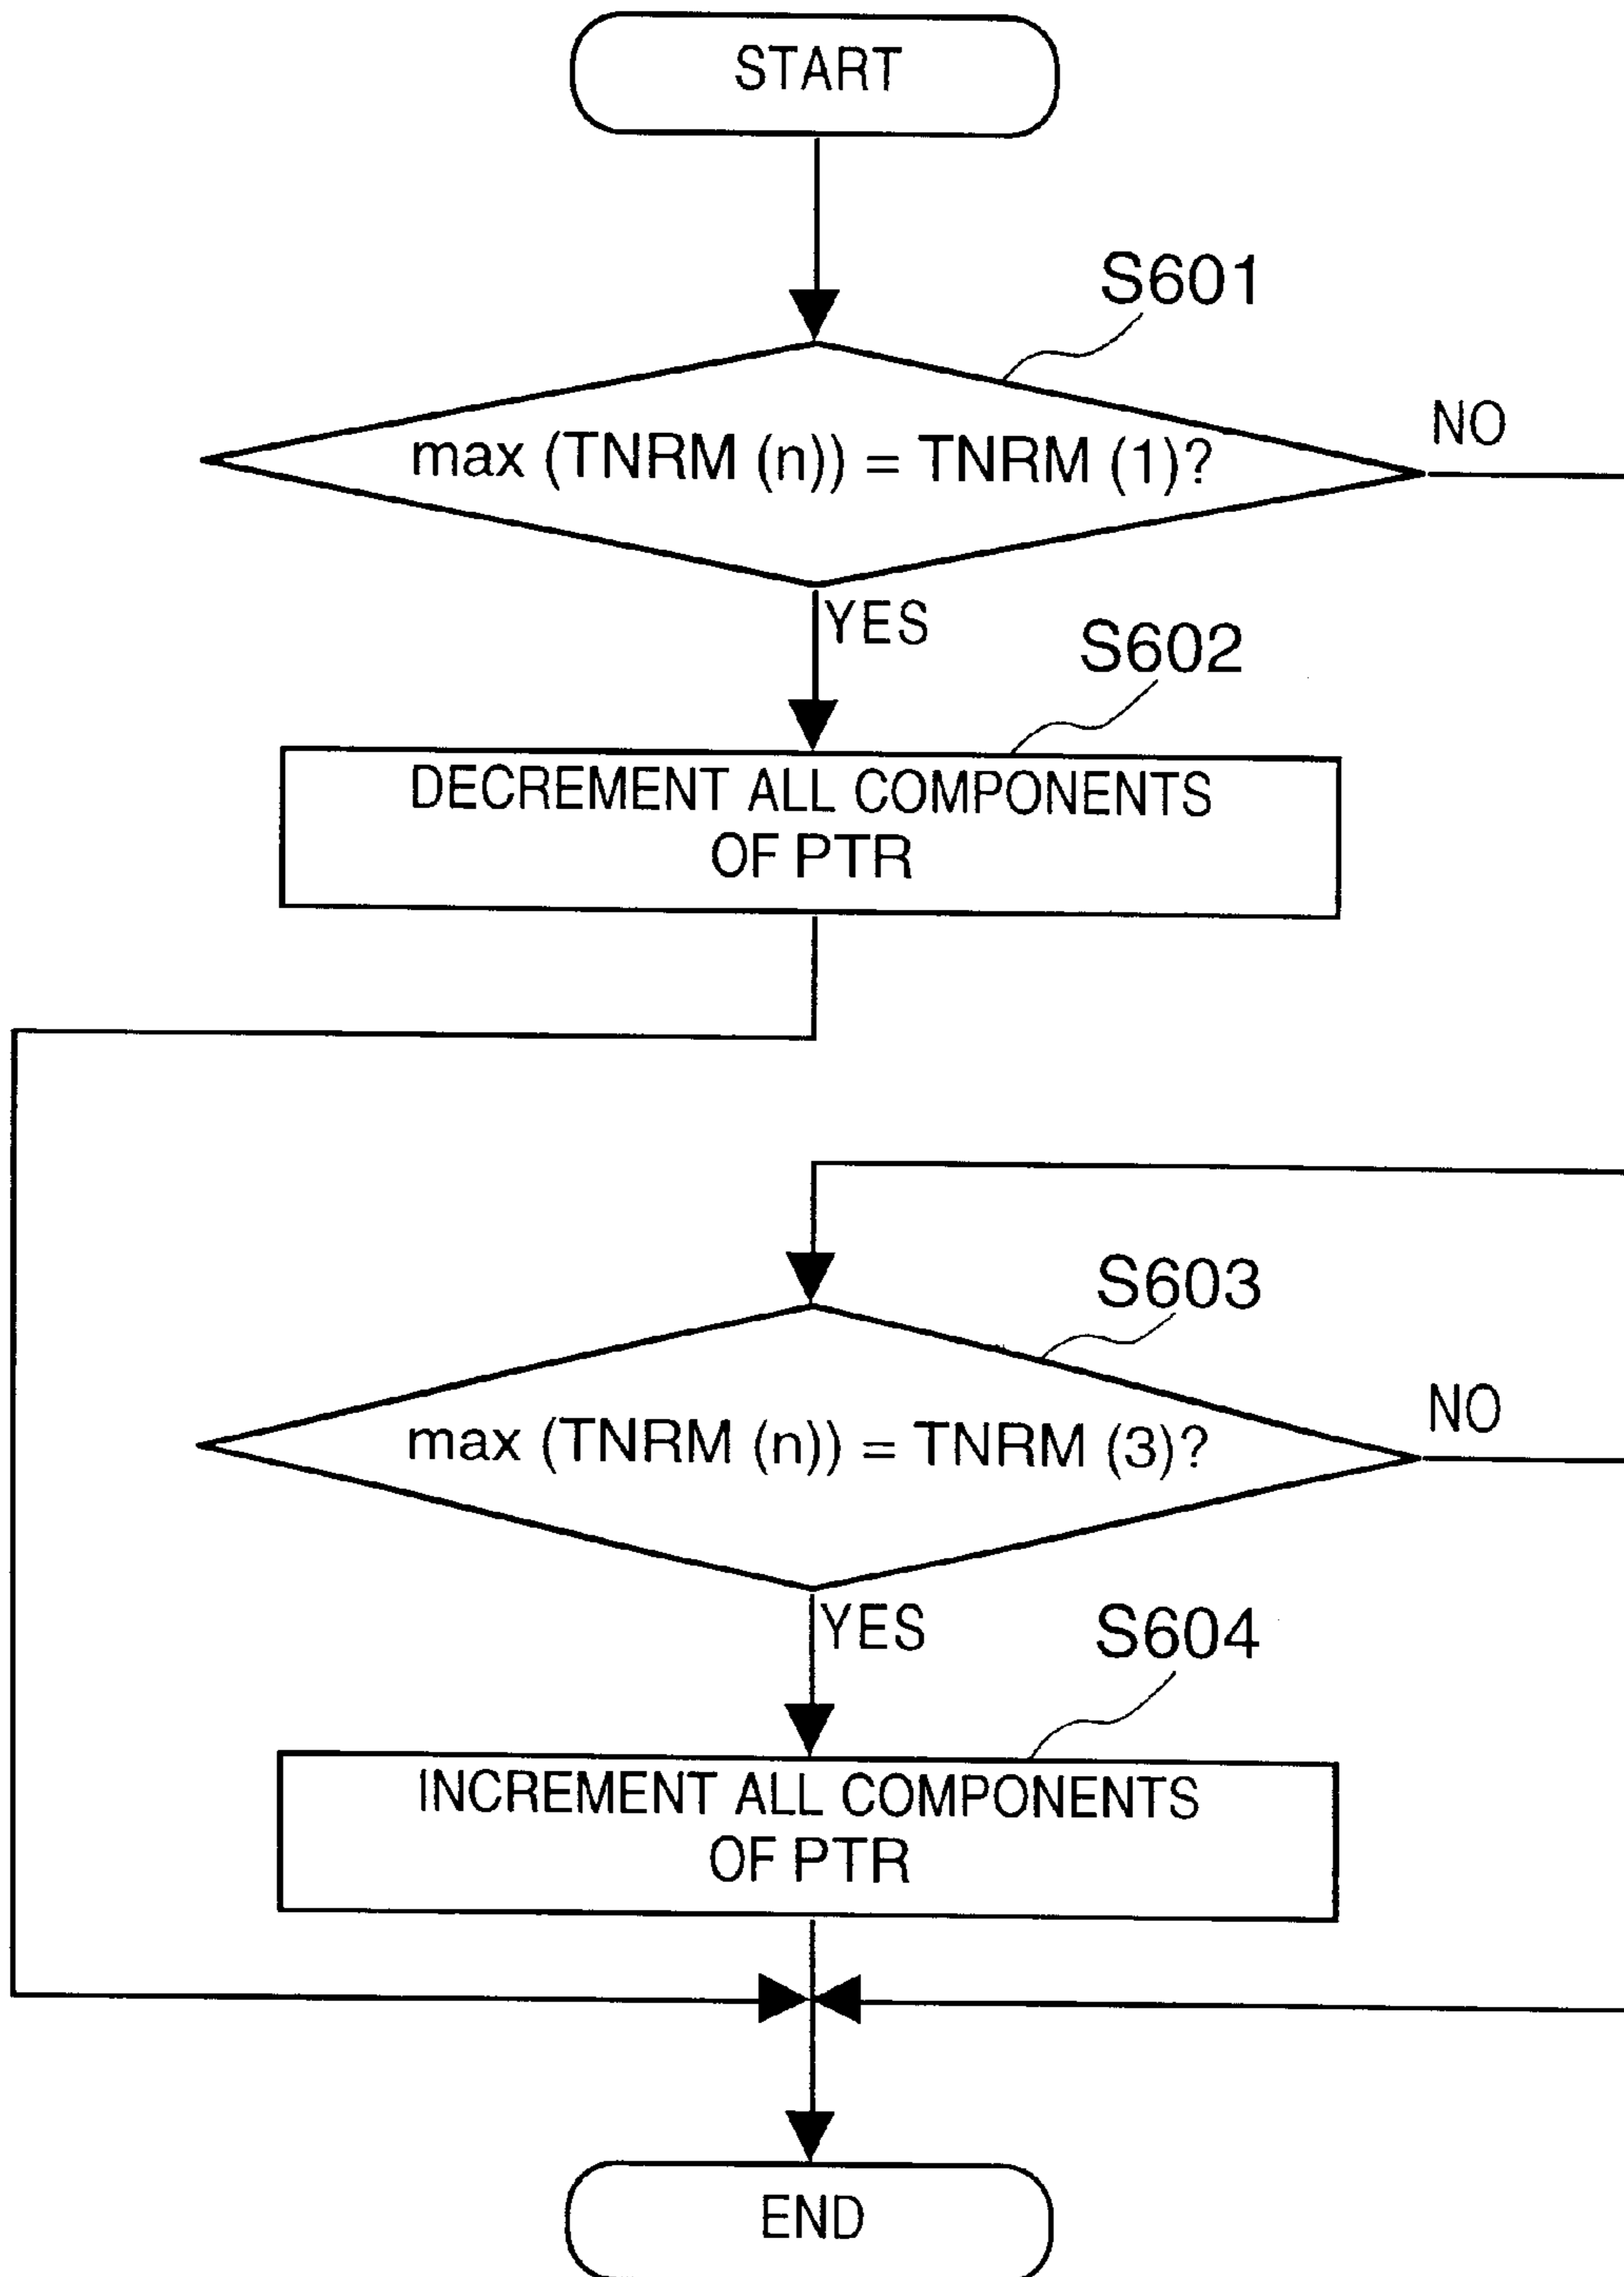 START
S601
max (TNRM (n)) = TNRM (1)?
NO
YES
S602
DECREMENT ALL COMPONENTS
OF PTR
S603
max (TNRM (n)) = TNRM (3)?
NO
YES
S604
INCREMENT ALL COMPONENTS
OF PTR
END